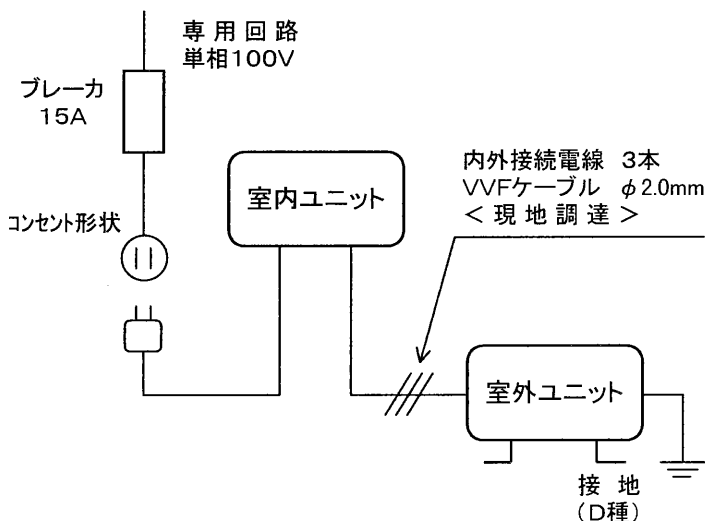 専用回路
単相100V
ブレーカ
15A
コンセント形状
室内ユニット
内外接続電線 3本
VVFケーブル φ2.0mm
<現地調達>
室外ユニット
接地
(D種)